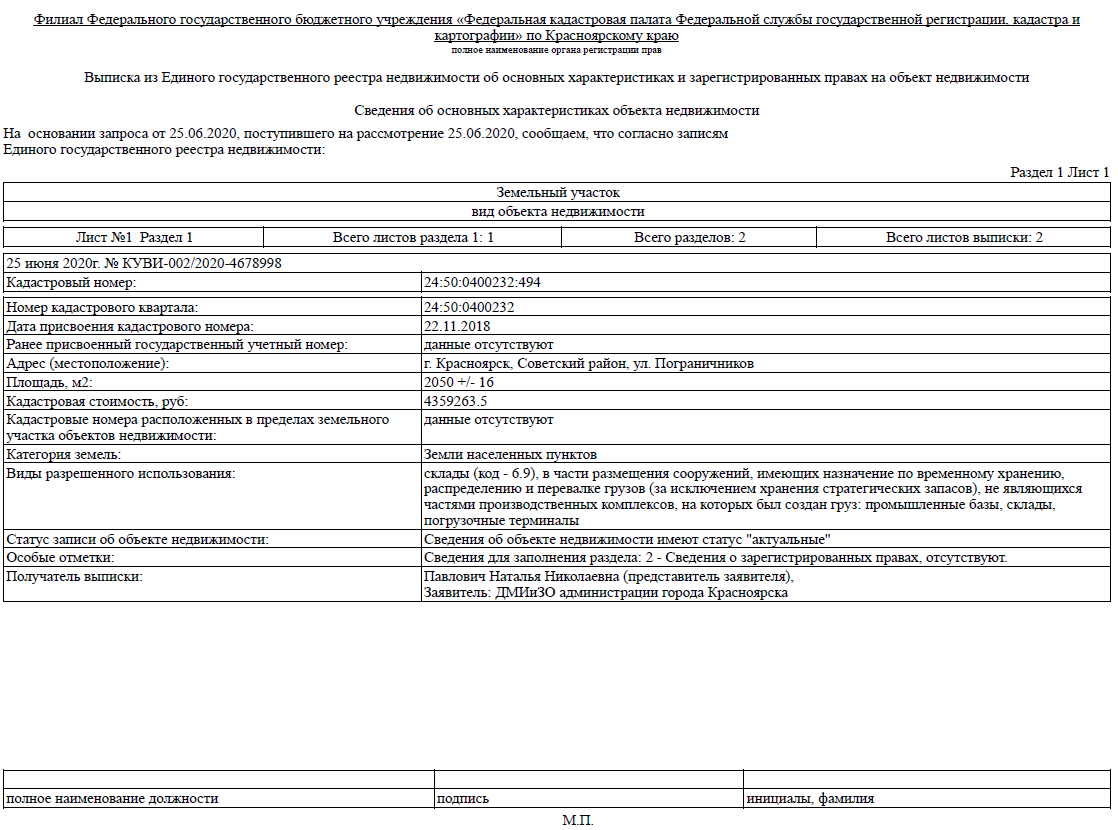 Филиал Федерального государственного бюджетного учреждения «Федеральная кадастровая палата Федеральной службы государственной регистрации, кадастра и
картографии» по Красноярскому краю
полное наименование органа регистрации прав
Выписка из Единого государственного реестра недвижимости об основных характеристиках и зарегистрированных правах на объект недвижимости
Сведения об основных характеристиках объекта недвижимости
На основании запроса от 25.06.2020, поступившего на рассмотрение 25.06.2020, сообщаем, что согласно записям
Единого государственного реестра недвижимости:
Раздел 1 Лист 1
Земельный участок
вид объекта недвижимости
Лист №1 Раздел 1 Всего листов раздела 1: 1 Всего разделов: 2 Всего листов выписки: 2
25 июня 2020г. № КУВИ-002/2020-4678998
Кадастровый номер: 24:50:0400232:494
Номер кадастрового квартала: 24:50:0400232
Дата присвоения кадастрового номера: 22.11.2018
Ранее присвоенный государственный учетный номер: данные отсутствуют
Адрес (местоположение): г. Красноярск, Советский район, ул. Пограничников
Площадь, м2: 2050 +/- 16
Кадастровая стоимость, руб: 4359263.5
Кадастровые номера расположенных в пределах земельного данные отсутствуют
участка объектов недвижимости:
Категория земель: Земли населенных пунктов
Виды разрешенного использования: склады (код - 6.9), в части размещения сооружений, имеющих назначение по временному хранению,
распределению и перевалке грузов (за исключением хранения стратегических запасов), не являющихся
частями производственных комплексов, на которых был создан груз: промышленные базы, склады,
погрузочные терминалы
Статус записи об объекте недвижимости: Сведения об объекте недвижимости имеют статус "актуальные"
Особые отметки: Сведения для заполнения раздела: 2 - Сведения о зарегистрированных правах, отсутствуют.
Получатель выписки: Павлович Наталья Николаевна (представитель заявителя),
Заявитель: ДМИиЗО администрации города Красноярска
полное наименование должности подпись инициалы, фамилия
М.П.